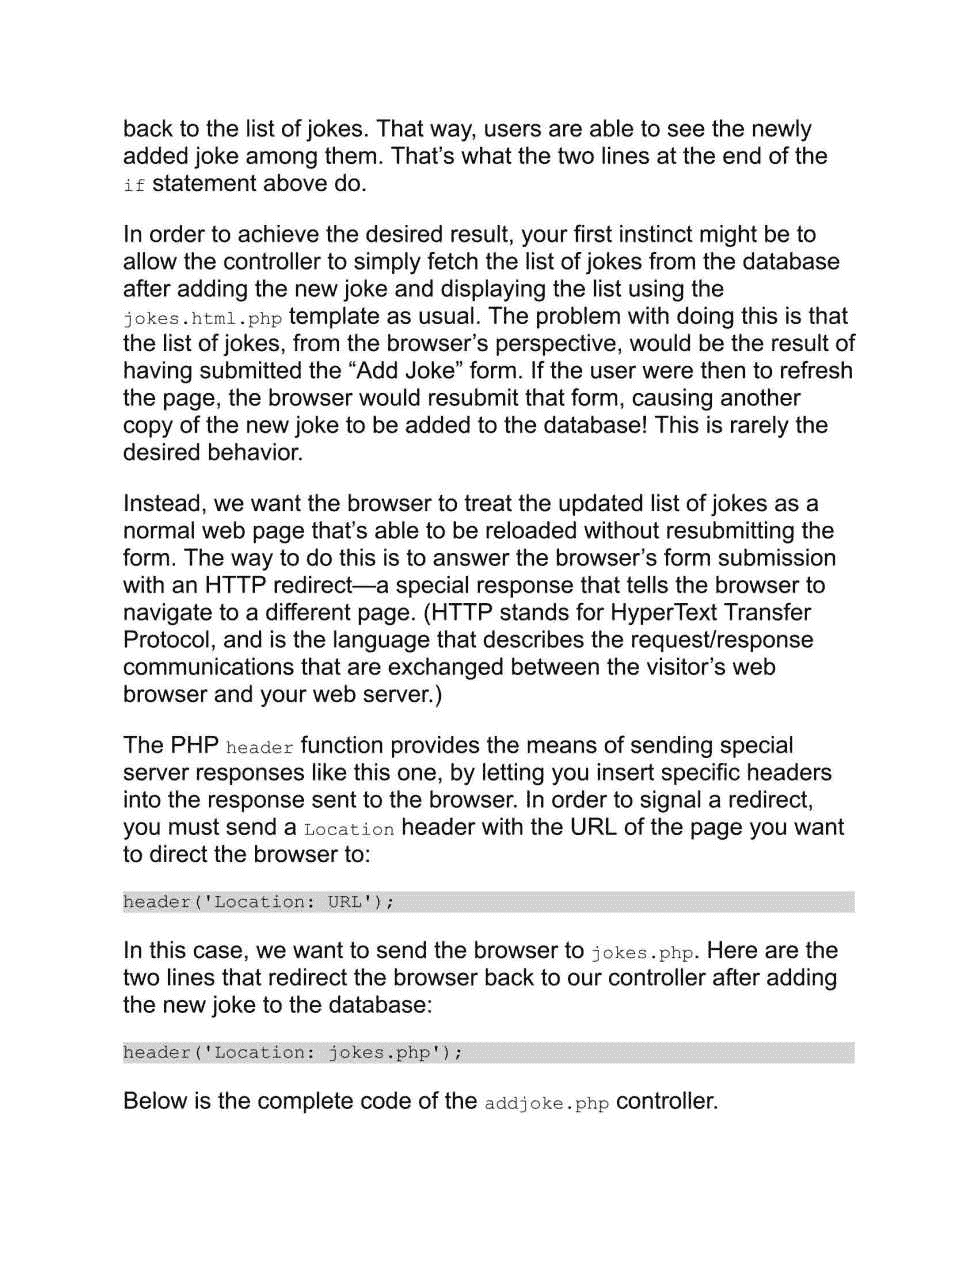 back to the list of jokes. That way, users are able to see the newly
added joke among them. That’s what the two lines at the end of the
if statement above do.
In order to achieve the desired result, your first instinct might be to
allow the controller to simply fetch the list of jokes from the database
after adding the new joke and displaying the list using the
jokes.html.php template as usual. The problem with doing this is that
the list of jokes, from the browser’s perspective, would be the result of
having submitted the “Add Joke” form. If the user were then to refresh
the page, the browser would resubmit that form, causing another
copy of the new joke to be added to the database! This is rarely the
desired behavior.
Instead, we want the browser to treat the updated list of jokes as a
normal web page that’s able to be reloaded without resubmitting the
form. The way to do this is to answer the browser’s form submission
with an HTTP redirect—a special response that tells the browser to
navigate to a different page. (HTTP stands for HyperText Transfer
Protocol, and is the language that describes the request/response
communications that are exchanged between the visitor’s web
browser and your web server.)
The PHP header function provides the means of sending special
server responses like this one, by letting you insert specific headers
into the response sent to the browser. In order to signal a redirect,
you must send a Location header with the URL of the page you want
to direct the browser to:
header('Location: URL');
In this case, we want to send the browser to jokes.php. Here are the
two lines that redirect the browser back to our controller after adding
the new joke to the database:
header('Location: jokes.php');
Below is the complete code of the addjoke.php controller.